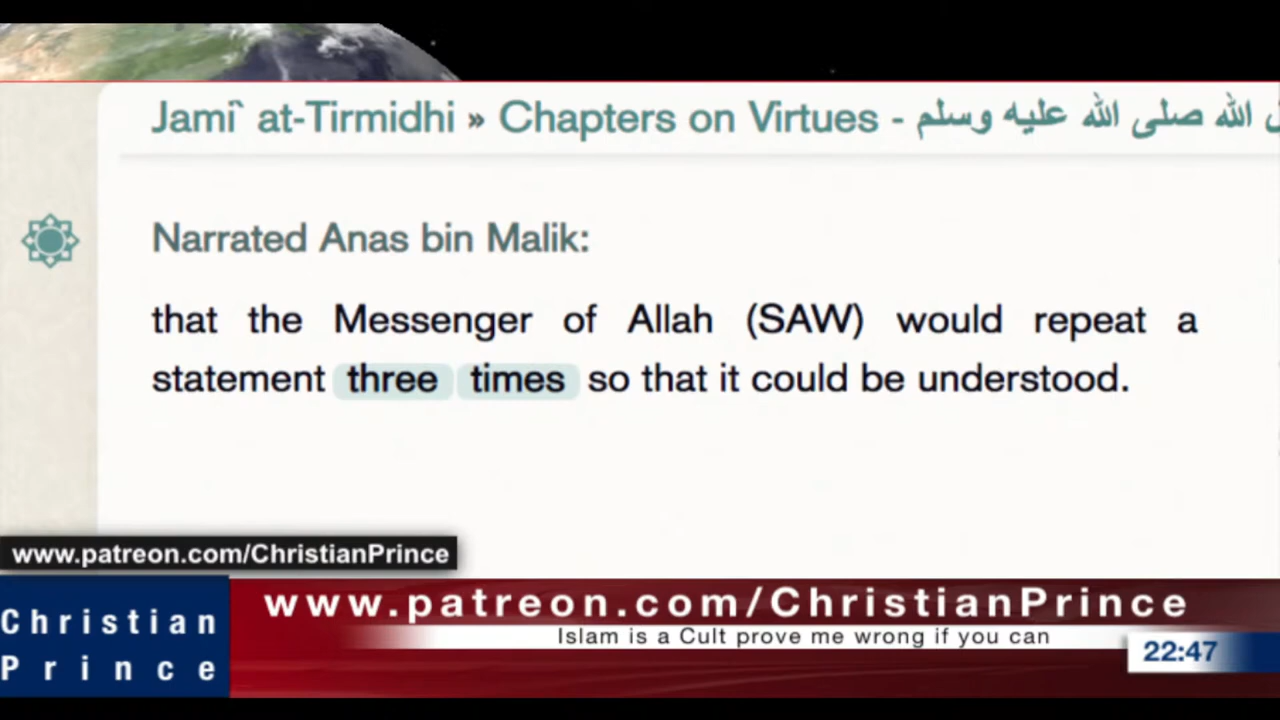 Jami` at-Tirmidhi » Chapters on Virtues - الله صلى الله عليه وسلم
Narrated Anas bin Malik:
that the Messenger of Allah (SAW) would repeat a
statement three times so that it could be understood.
www.patreon.com/ChristianPrince
Christian
Prince
www.patreon.com/ChristianPrince
Islam is a Cult prove me wrong if you can
22:47